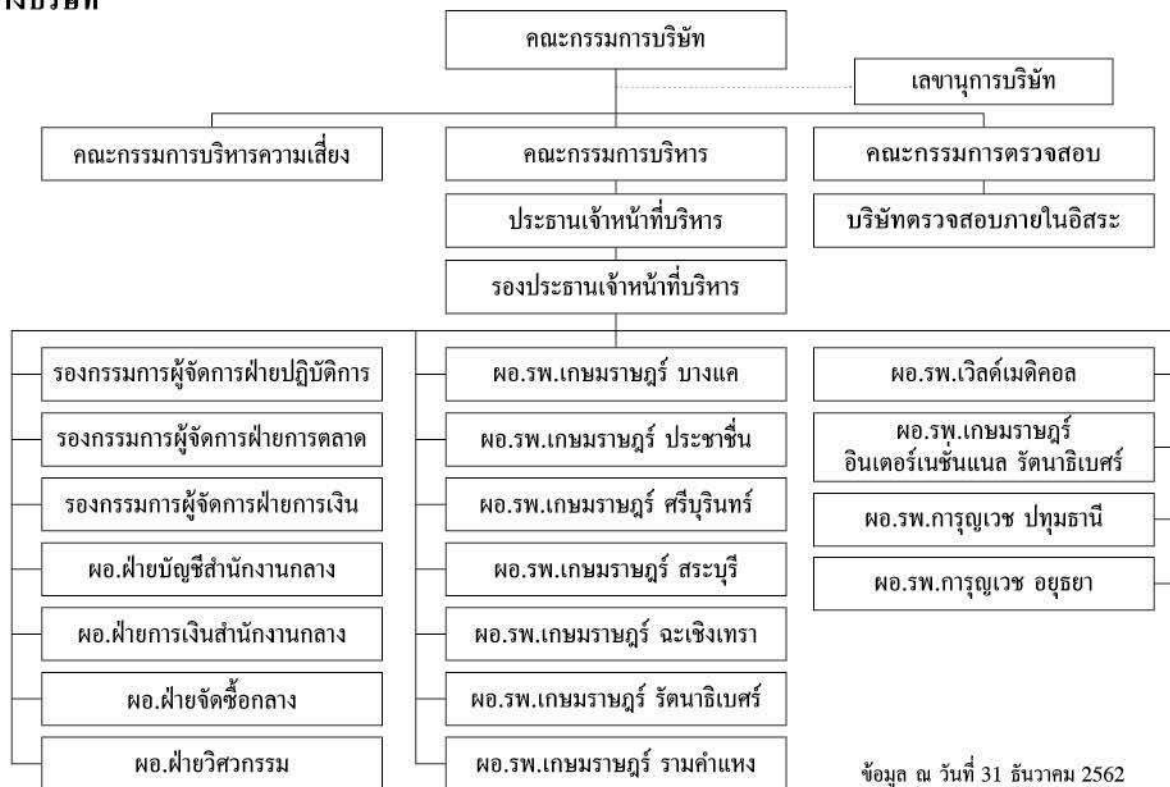 คณะกรรมการบริษัท
เลขานุการบริษัท
คณะกรรมการบริหารความเสี่ยง
คณะกรรมการบริหาร
คณะกรรมการตรวจสอบ
ประธานเจ้าหน้าที่บริหาร
บริษัทตรวจสอบภายในอิสระ
รองประธานเจ้าหน้าที่บริหาร
รองกรรมการผู้จัดการฝ่ายปฏิบัติการ
รองกรรมการผู้จัดการฝ่ายการตลาด
รองกรรมการผู้จัดการฝ่ายการเงิน
ผอ.ฝ่ายบัญชีสำนักงานกลาง
ผอ.ฝ่ายการเงินสำนักงานกลาง
ผอ.ฝ่ายจัดซื้อกลาง
ผอ.ฝ่ายวิศวกรรม
ผอ.รพ.เกษมราษฎร์ บางแค
ผอ.รพ.เกษมราษฎร์ ประชาชื่น
ผอ.รพ.เกษมราษฎร์ ศรีบุรินทร์
ผอ.รพ.เกษมราษฎร์ สระบุรี
ผอ.รพ.เกษมราษฎร์ ฉะเชิงเทรา
ผอ.รพ.เกษมราษฎร์ รัตนาธิเบศร์
ผอ.รพ.เกษมราษฎร์ รามคำแหง
ผอ.รพ.เวิลด์เมดิคอล
ผอ.รพ.เกษมราษฎร์
อินเตอร์เนชั่นแนล รัตนาธิเบศร์
ผอ.รพ.การุญเวช ปทุมธานี
ผอ.รพ.การุญเวช อยุธยา
ข้อมูล ณ วันที่ 31 ธันวาคม 2562